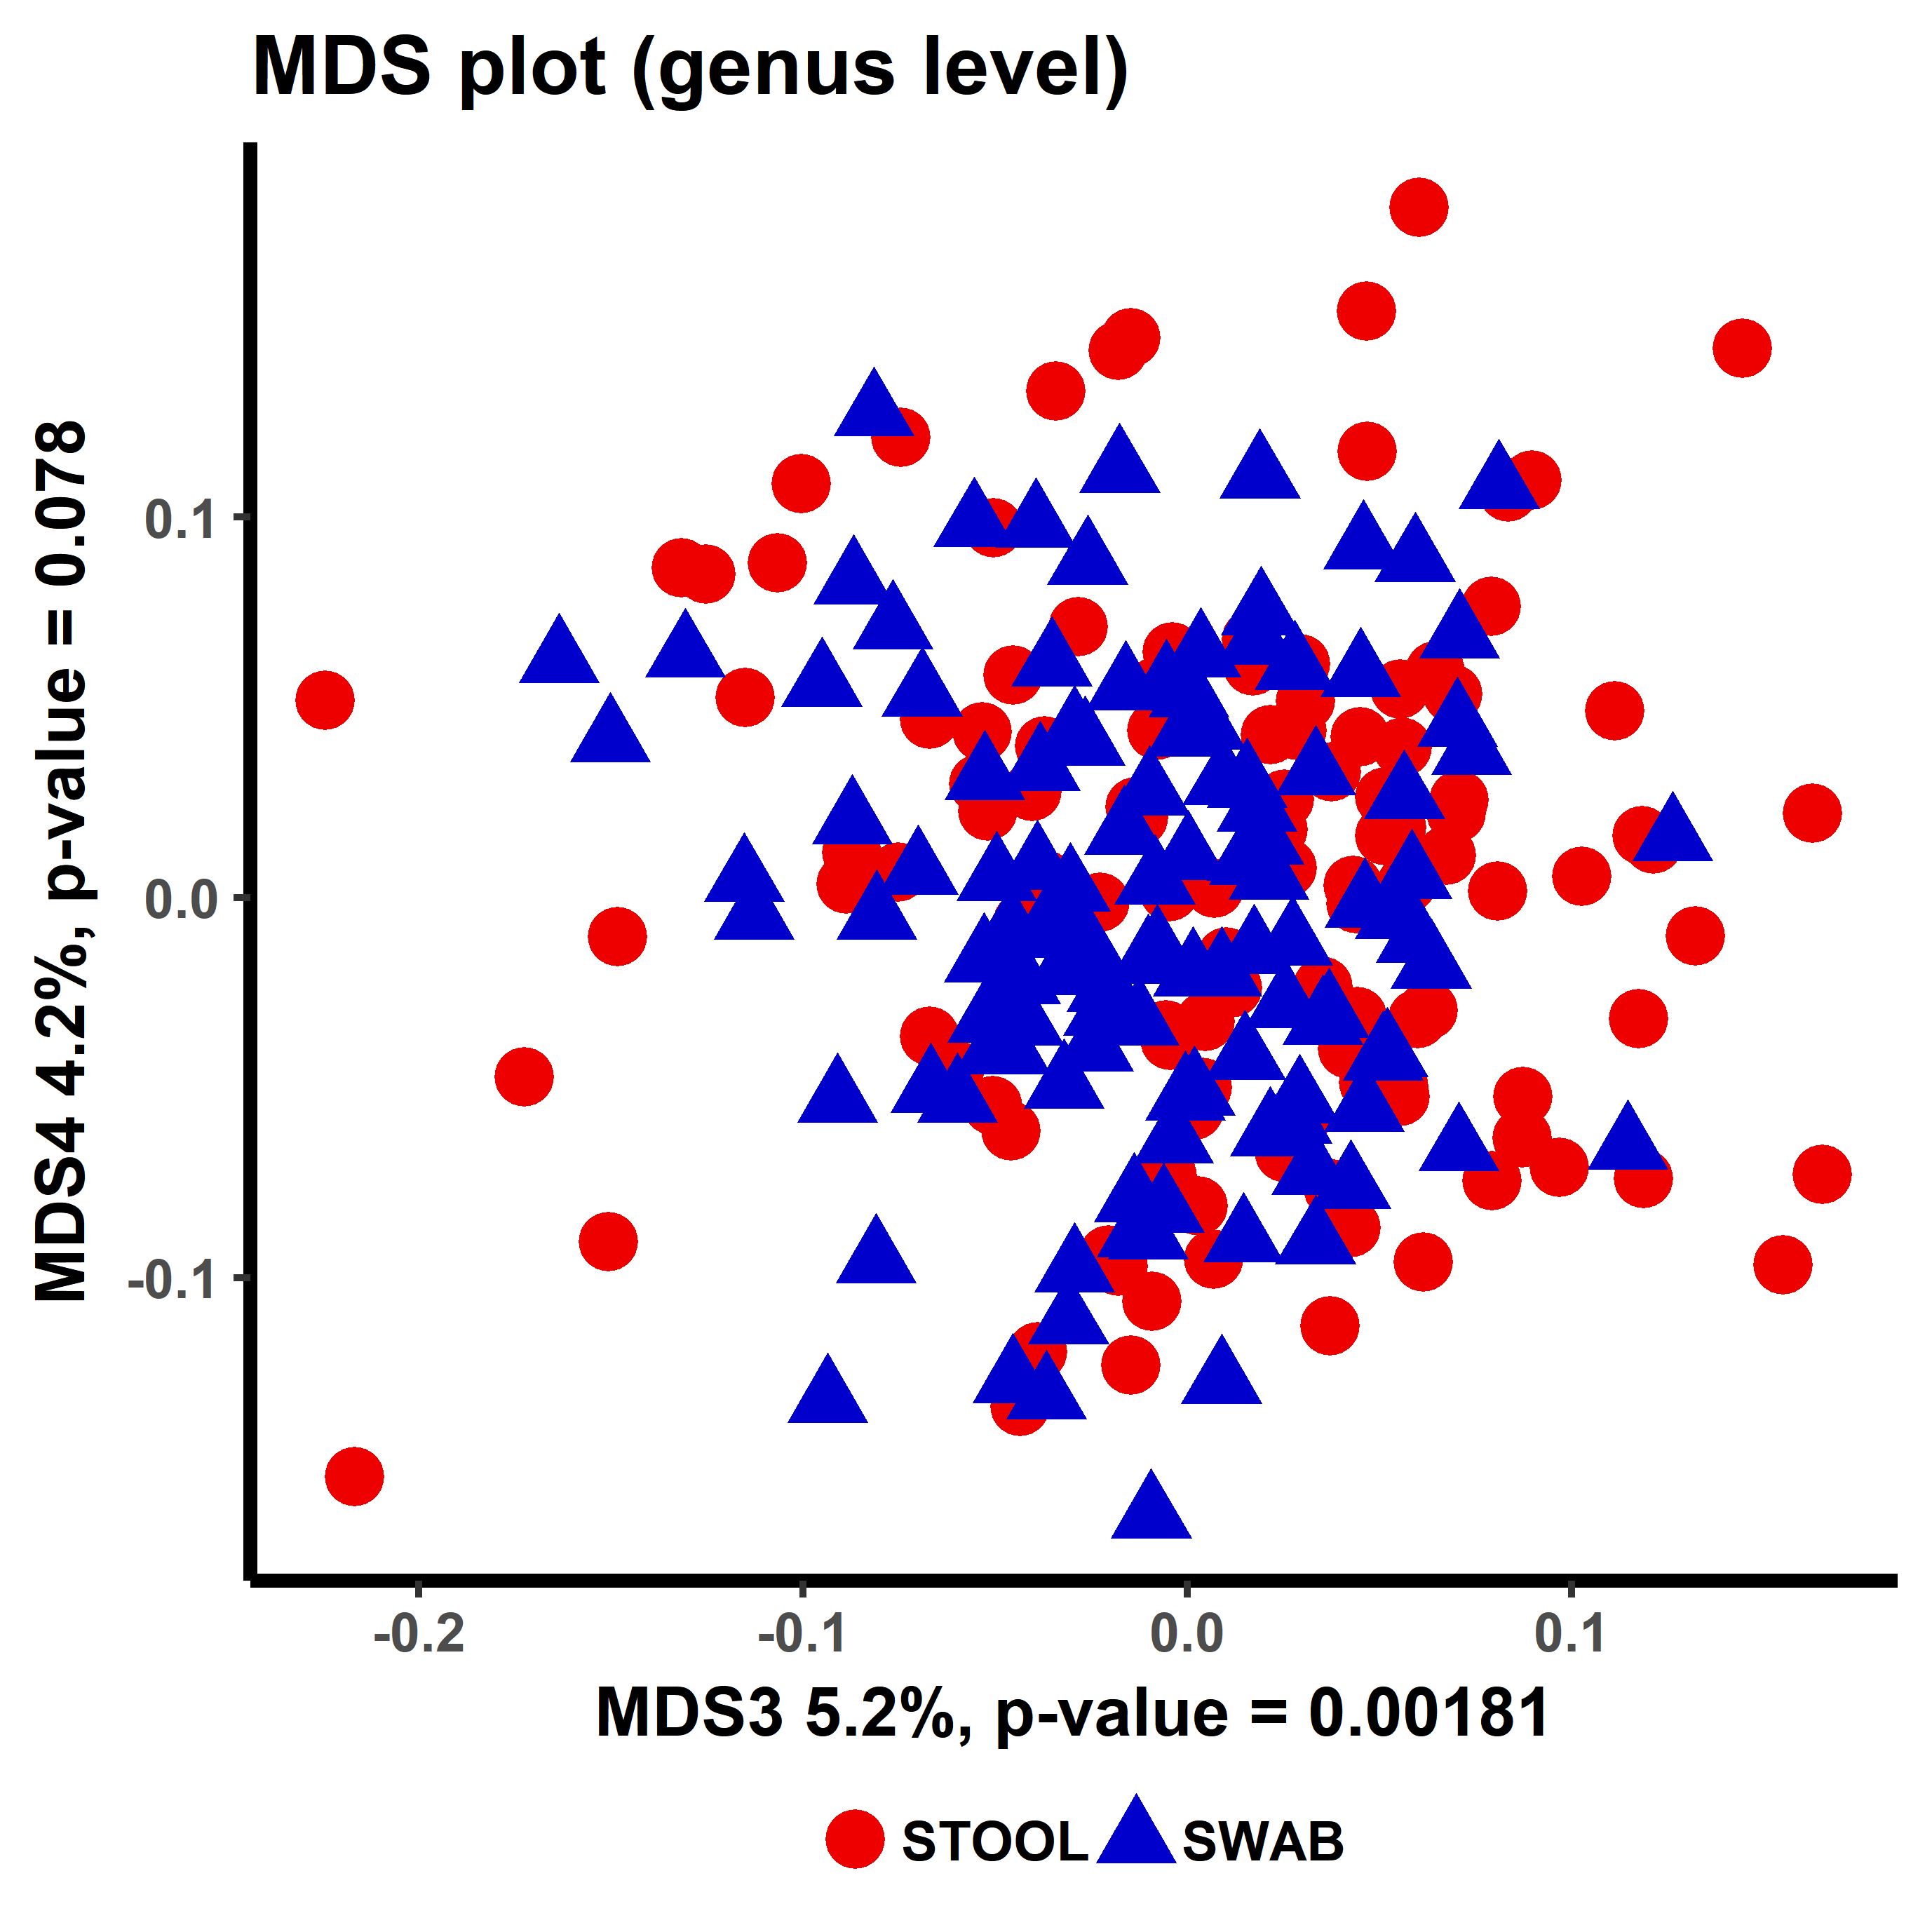 MDS plot (genus level)
MDS4 4.2%, p-value = 0.078
0.1
0.0
-0.1
-0.2
-0.1
0.0
0.1
MDS3 5.2%, p-value = 0.00181
STOOL
SWAB